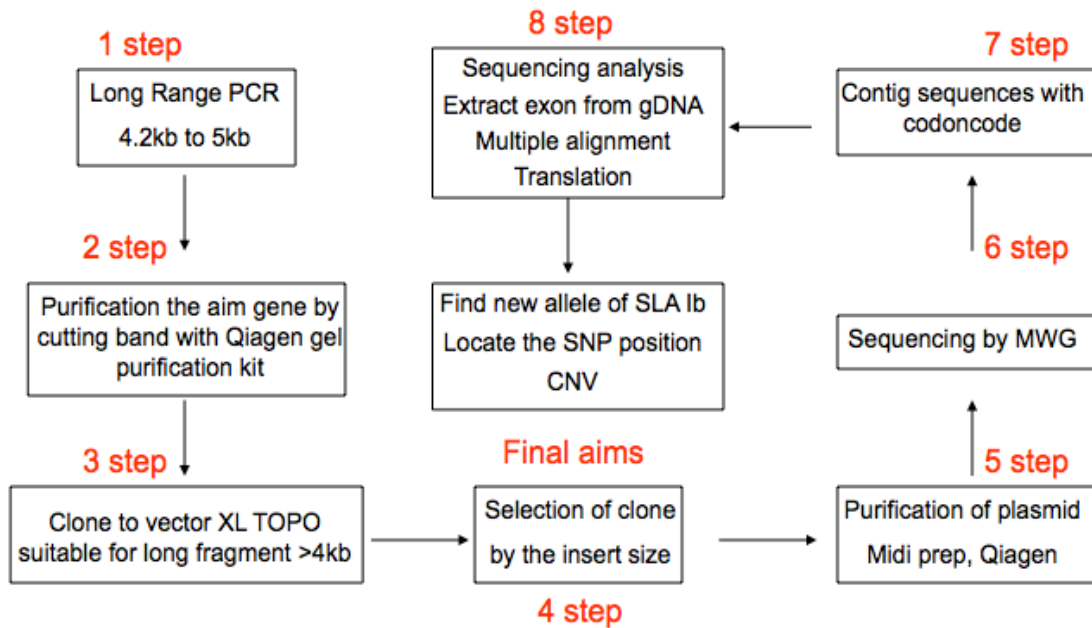 1 step
Long Range PCR
4.2kb to 5kb
2 step
Purification the aim gene by
cutting band with Qiagen gel
purification kit
3 step
Clone to vector XL TOPO
suitable for long fragment >4kb
Selection of clone
by the insert size
4 step
5 step
Purification of plasmid
Midi prep, Qiagen
6 step
Sequencing by MWG
7 step
Contig sequences with
codoncode
8 step
Sequencing analysis
Extract exon from gDNA
Multiple alignment
Translation
Find new allele of SLA Ib
Locate the SNP position
CNV
Final aims